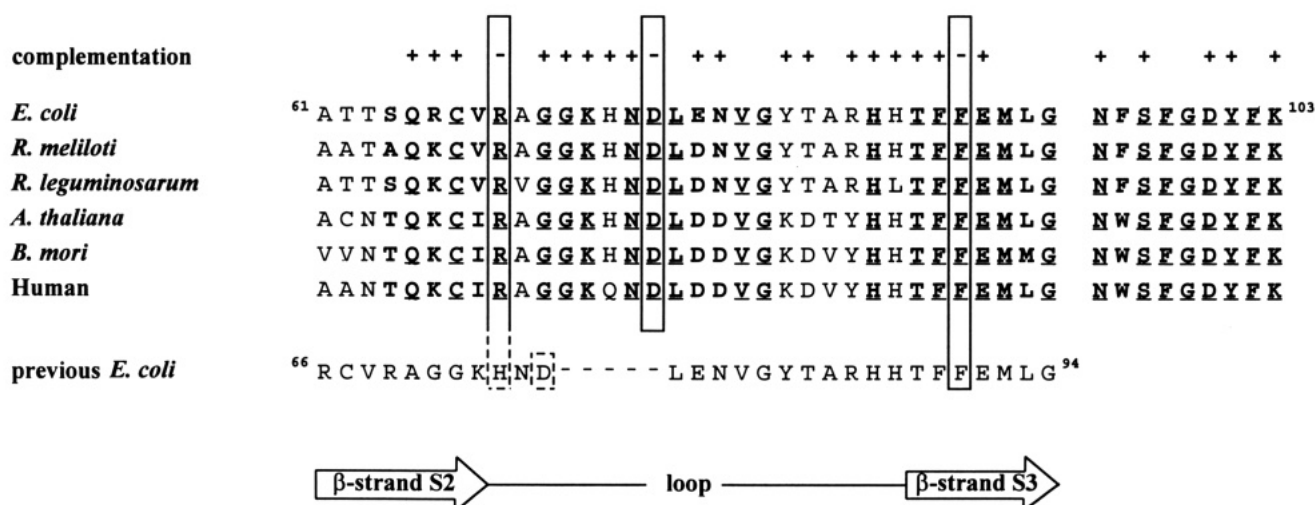 complementation + + + - + + + + + - + + + + + + + + + - + + + + + +
E. coli 61 A T T S Q R C V R A G G K H N D L E N V G Y T A R H H T F F E M L G N F S F G D Y F K 103
R. meliloti A A T A Q K C V R A G G K H N D L D N V G Y T A R H H T F F E M L G N F S F G D Y F K
R. leguminosarum A T T S Q K C V R V G G K H N D L D N V G Y T A R H L T F F E M L G N F S F G D Y F K
A. thaliana A C N T Q K C I R A G G K H N D L D D V G K D T Y H H T F F E M L G N W S F G D Y F K
B. mori V V N T Q K C I R A G G K H N D L D D V G K D V Y H H T F F E M M G N W S F G D Y F K
Human A A N T Q K C I R A G G K Q N D L D D V G K D V Y H H T F F E M L G N W S F G D Y F K
previous E. coli 66 R C V R A G G K H N D - - - - - L E N V G Y T A R H H T F F E M L G 94
β-strand S2 loop β-strand S3